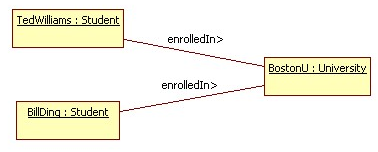 TedWilliams : Student
enrolledIn>
BostonU : University
enrolledIn>
BillDing : Student